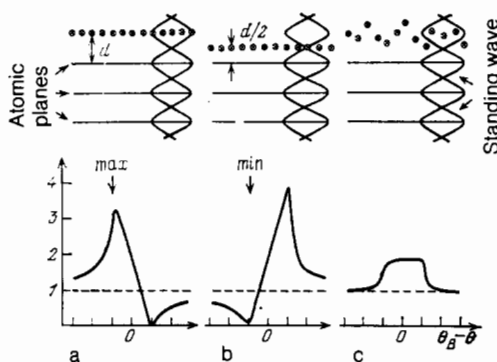 Atomic
planes
d
d/2
Standing wave
max
min
4
3
2
1
0
0
0
θB−θ
a
b
c